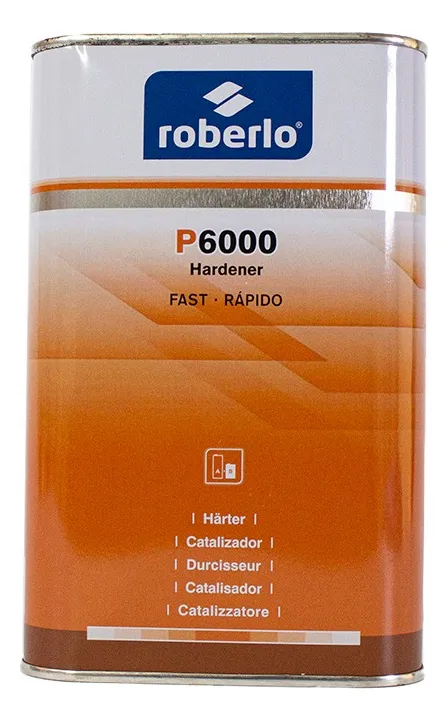 roberlo®
P6000
Hardener
FAST · RÁPIDO
A B
| Härter |
| Catalizador |
| Durcisseur |
| Catalisador |
| Catalizzatore |